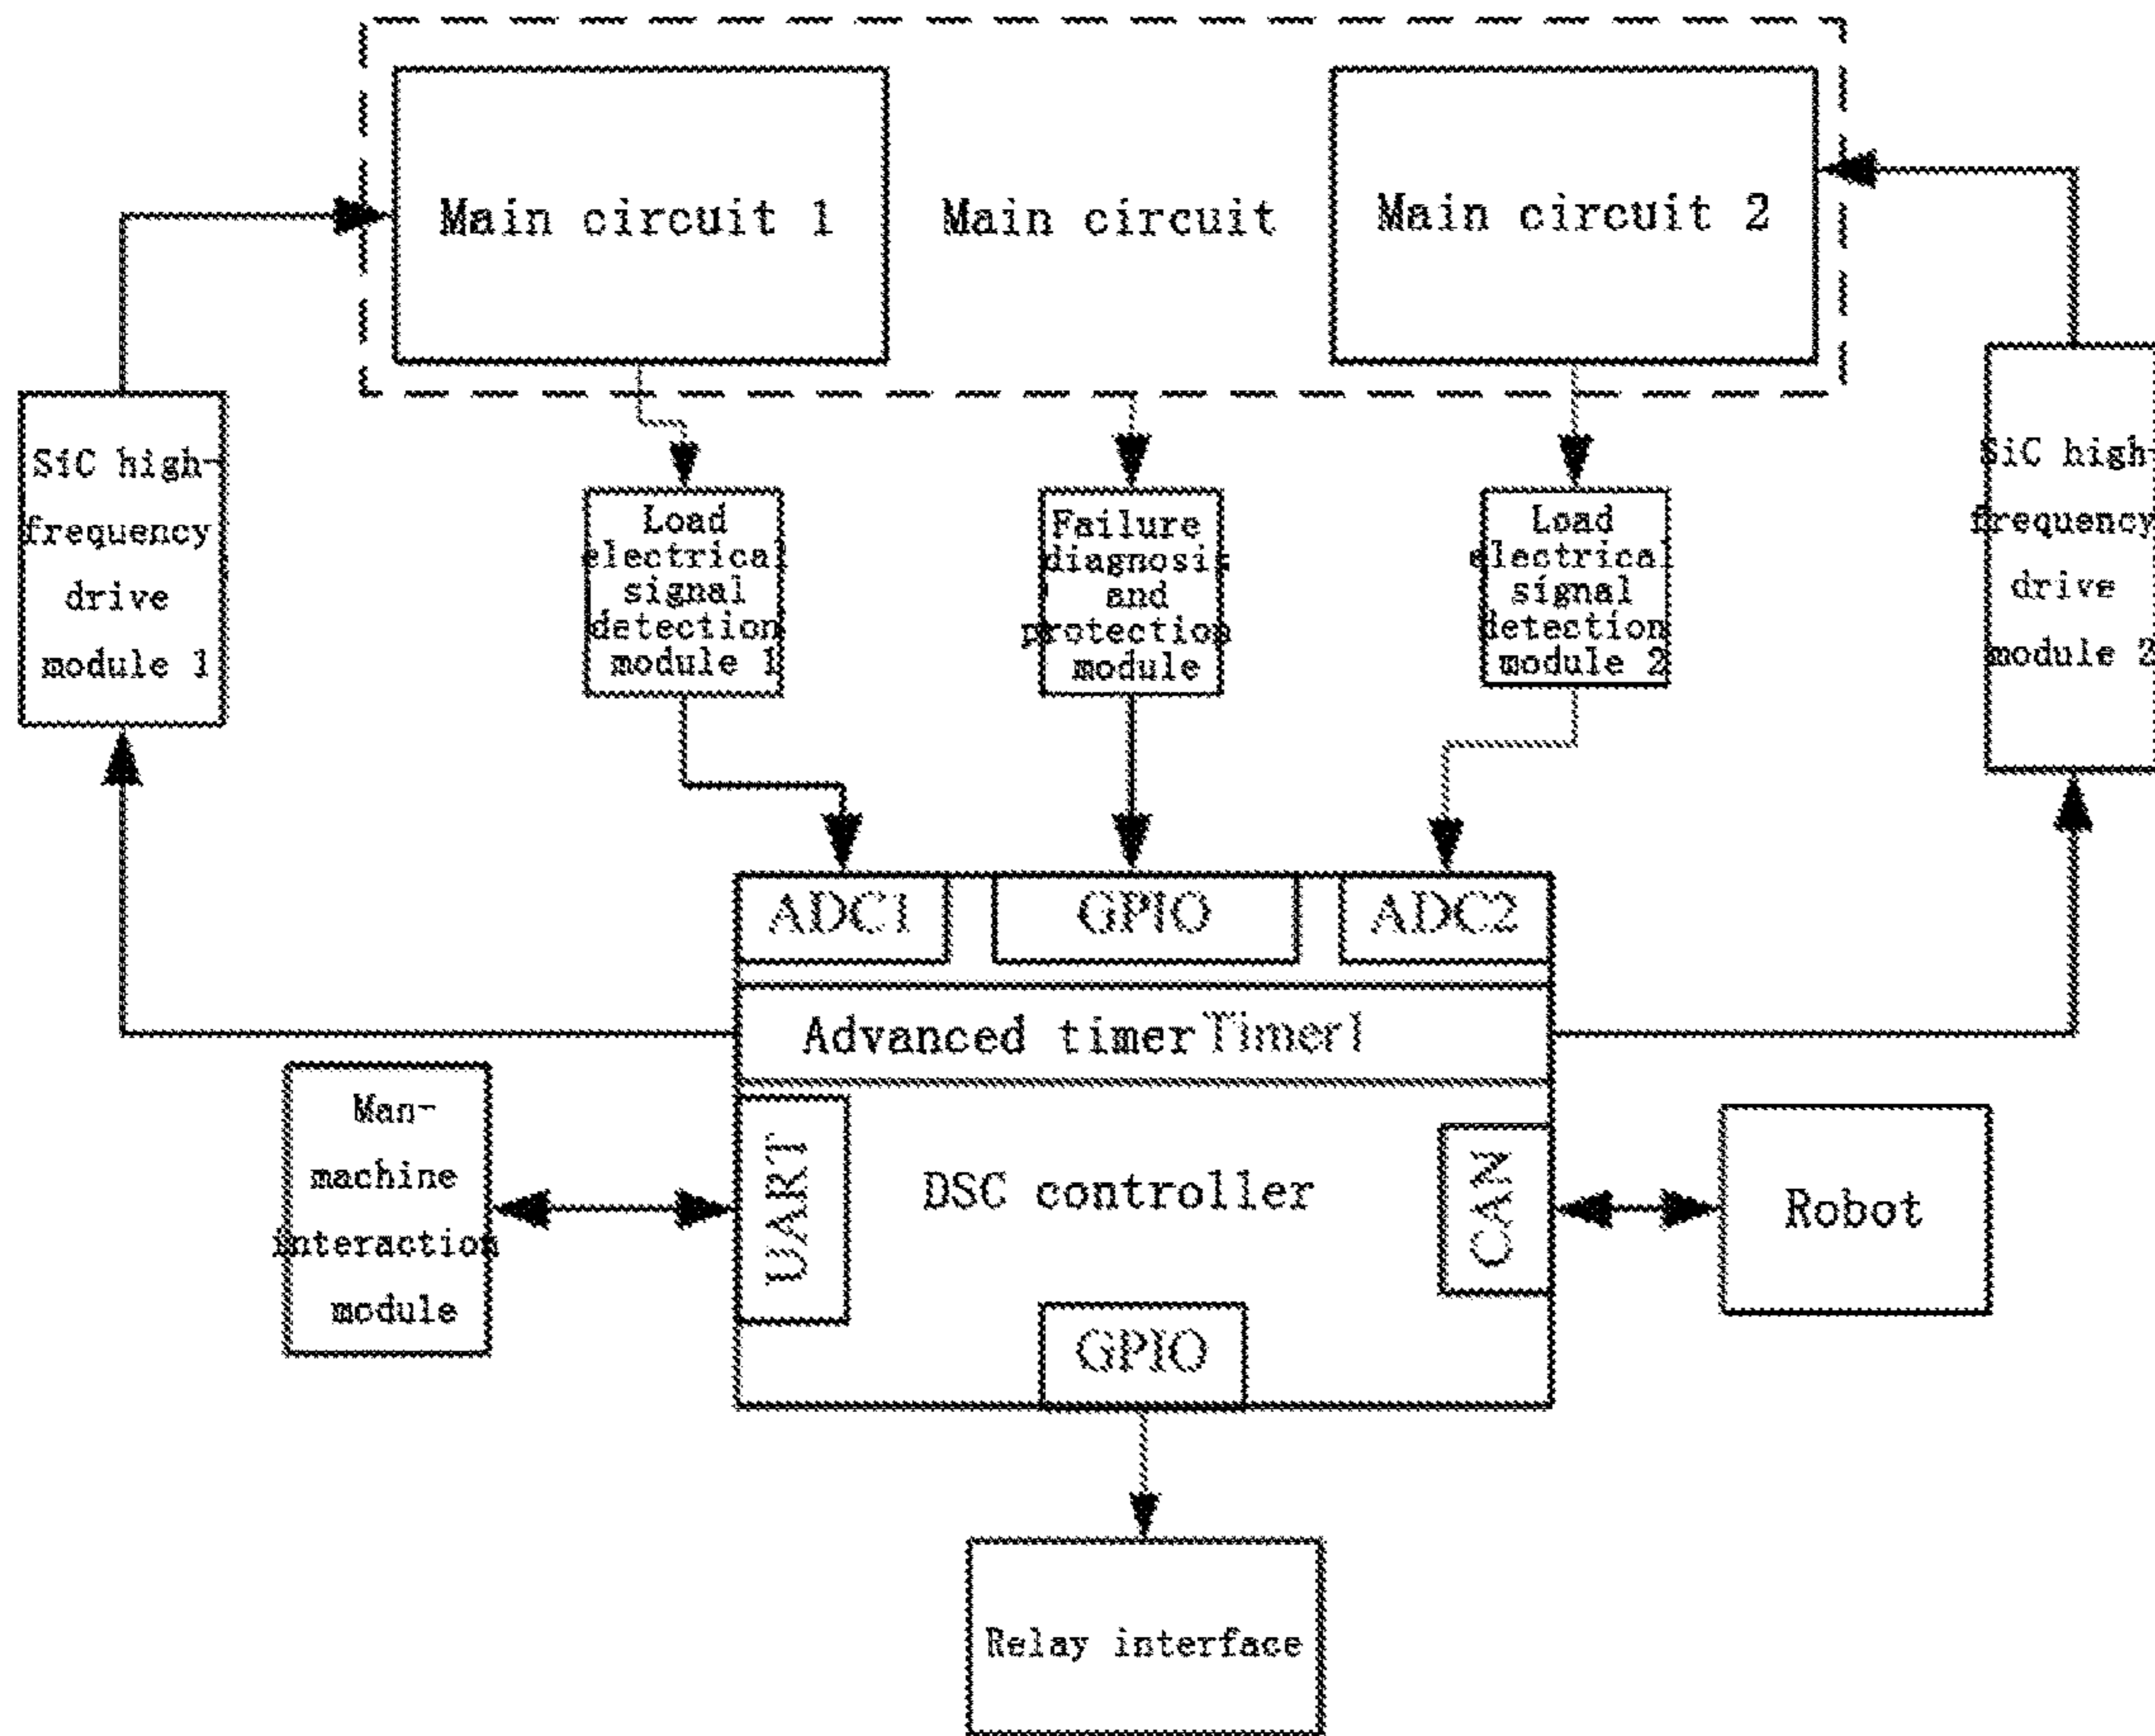 Main circuit 1
Main circuit
Main circuit 2
SiC high-
frequency
drive
module 1
Load
electrical
signal
detection
module 1
Failure
diagnosis
and
protection
module
Load
electrical
signal
detection
module 2
SiC high-
frequency
drive
module 2
ADC1
GPIO
ADC2
Advanced timer Timer1
Man-
machine
interaction
module
UART
DSC controller
CAN
Robot
GPIO
Relay interface